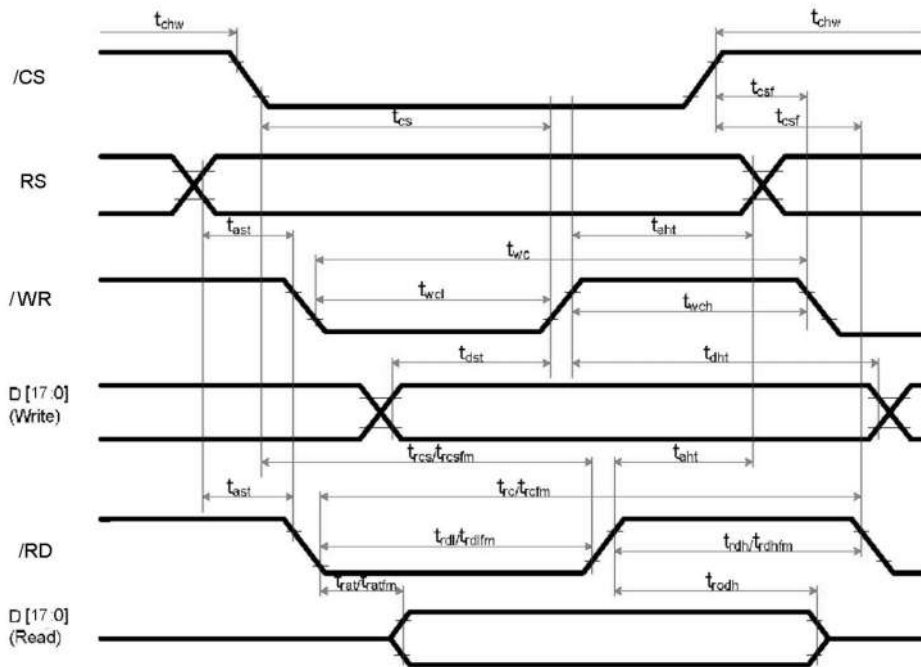 tchw tchw
/CS
tcsf
tcs tcsf
RS
tast taht
twc
/WR
twcl twch
tdst tdht
D [17:0]
(Write)
trcs/trcsfm taht
tast trc/trcfm
/RD
trdl/trdlfm trdh/trdhfm
trat/tratfm trodh
D [17:0]
(Read)